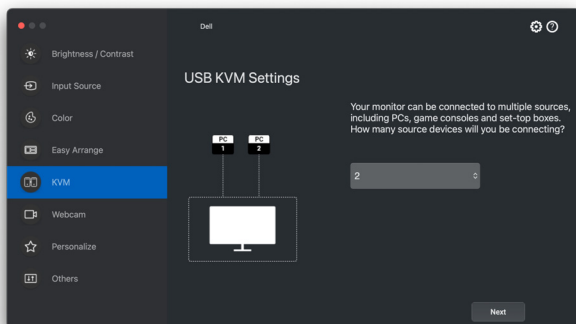 Dell
Brightness / Contrast
Input Source
Color
Easy Arrange
KVM
Webcam
Personalize
Others
USB KVM Settings
PC
1
PC
2
Your monitor can be connected to multiple sources,
including PCs, game consoles and set-top boxes.
How many source devices will you be connecting?
2
Next